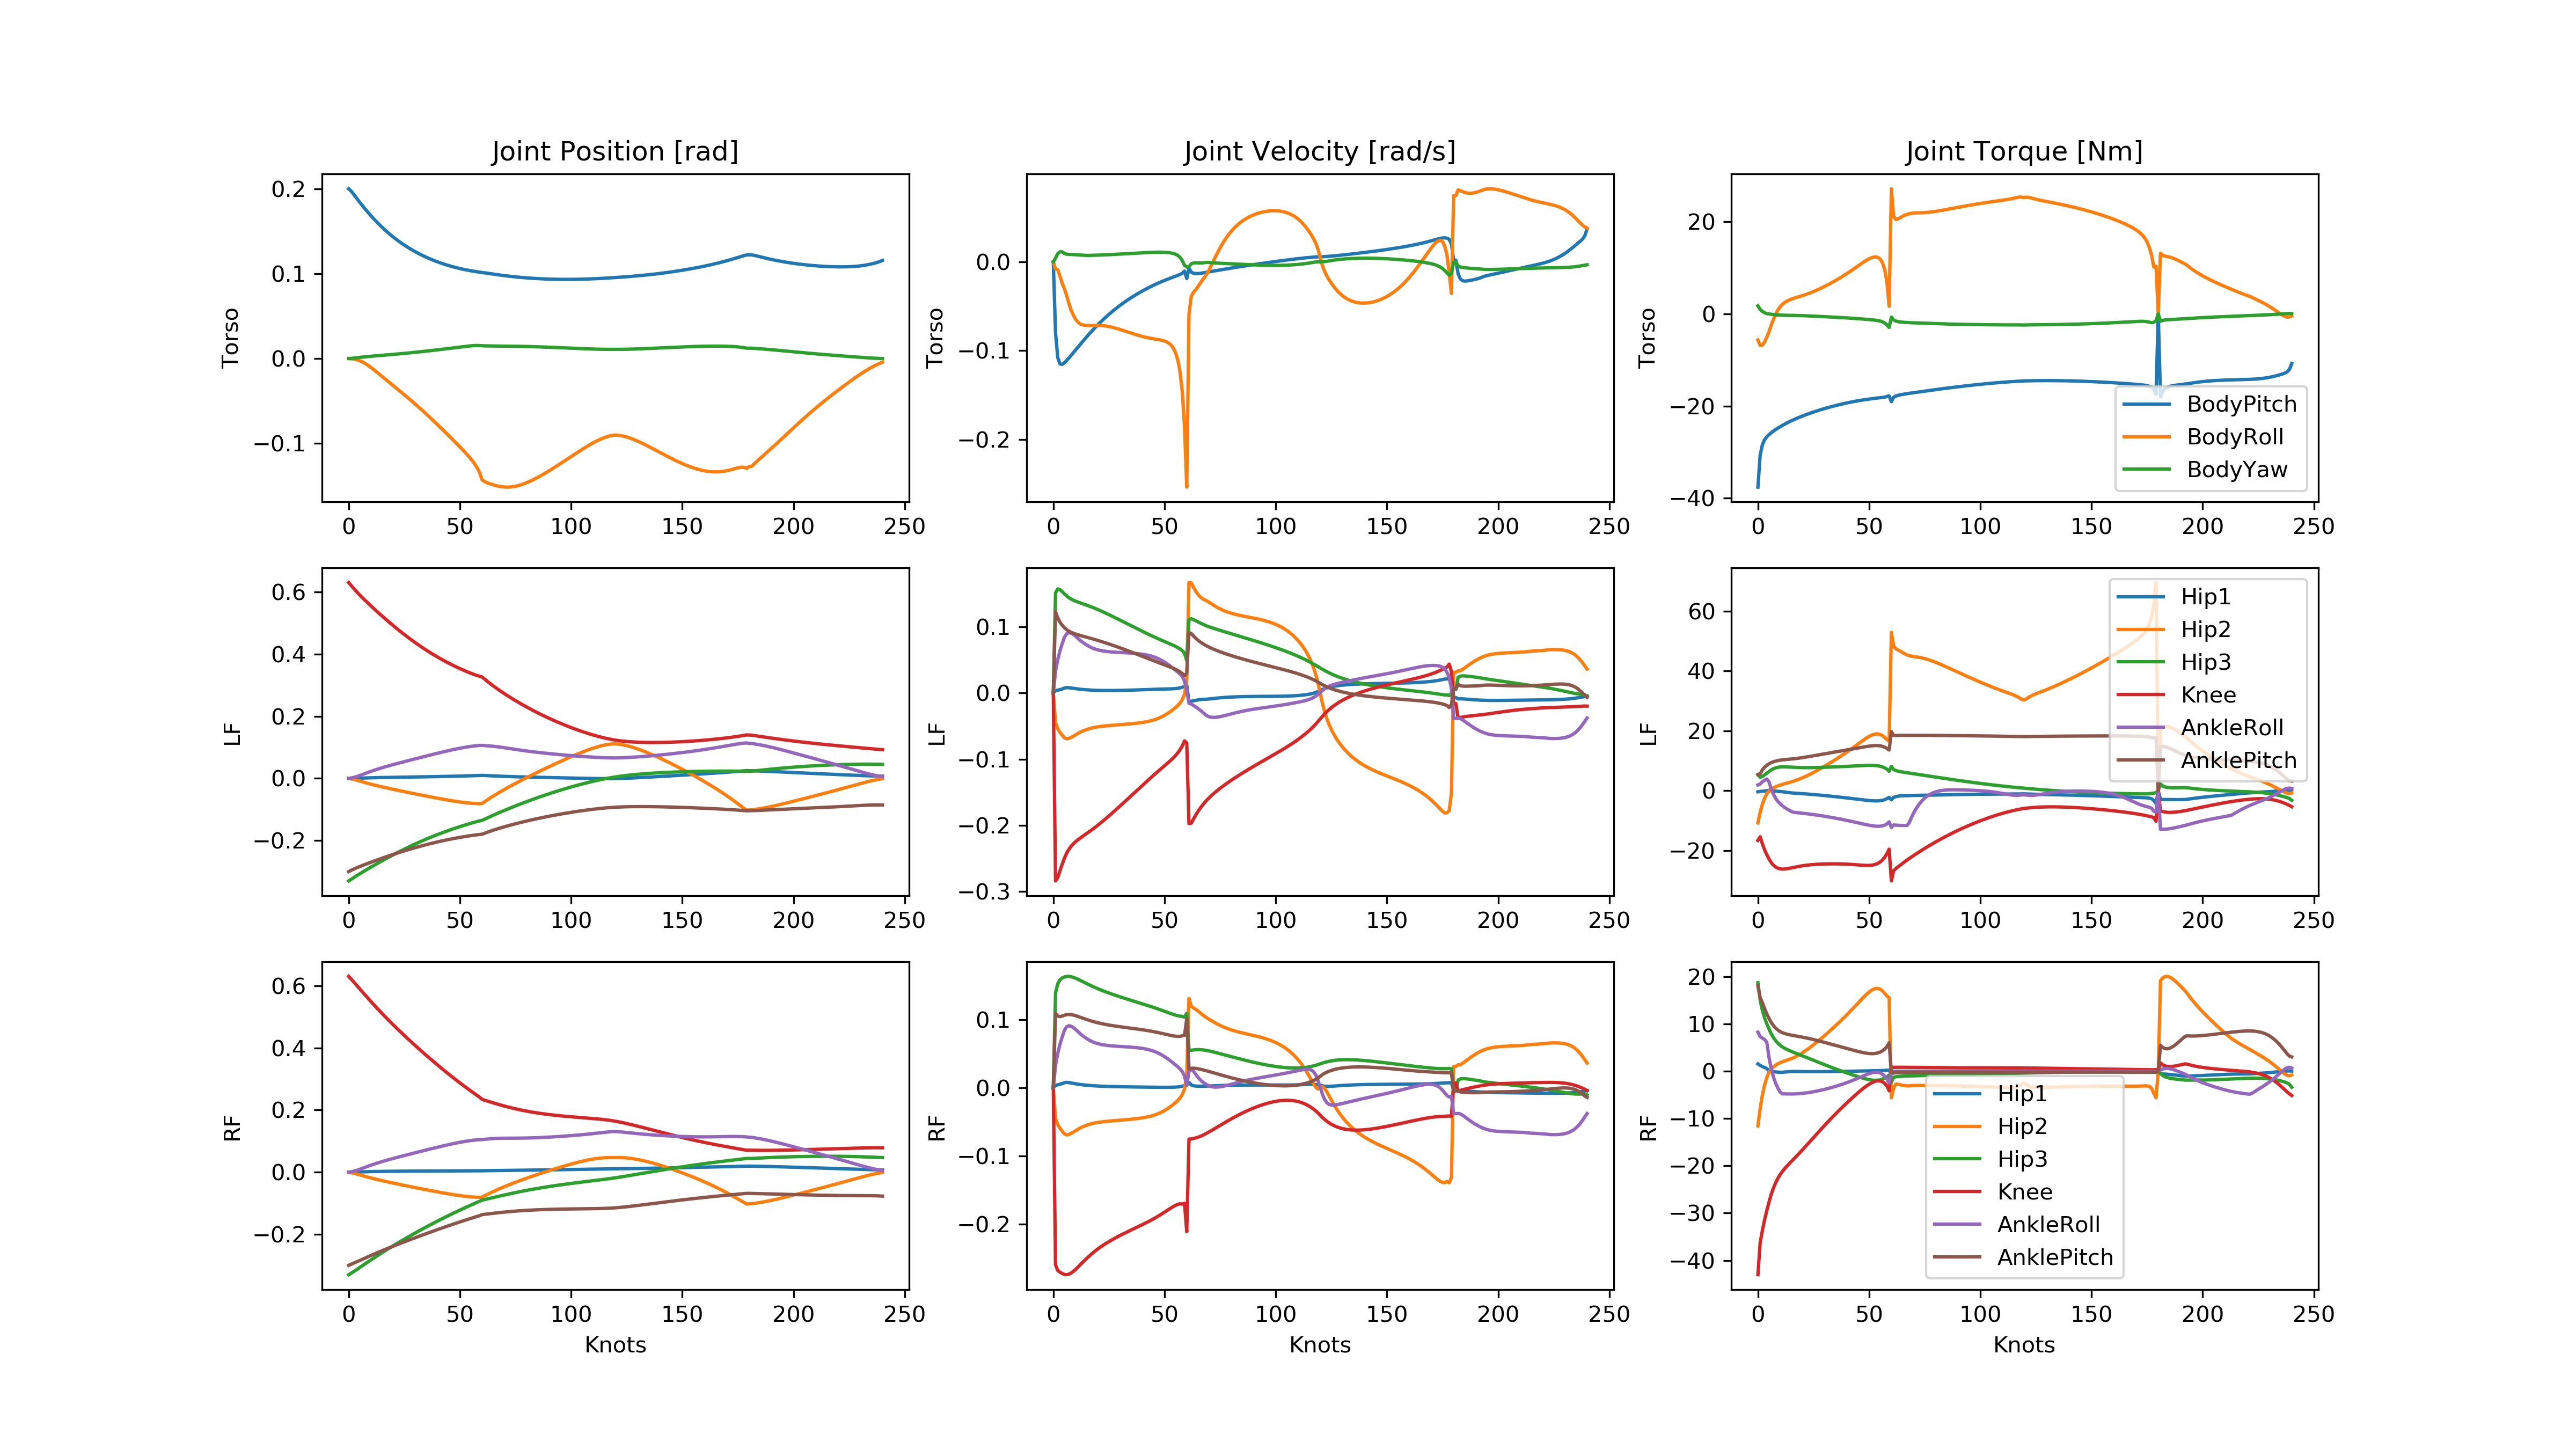 Joint Position [rad]
Joint Velocity [rad/s]
Joint Torque [Nm]
Torso
0.2
0.1
0.0
−0.1
0 50 100 150 200 250
Torso
0.0
−0.1
−0.2
0 50 100 150 200 250
Torso
20
0
−20
−40
0 50 100 150 200 250
BodyPitch
BodyRoll
BodyYaw
LF
0.6
0.4
0.2
0.0
−0.2
0 50 100 150 200 250
LF
0.1
0.0
−0.1
−0.2
−0.3
0 50 100 150 200 250
LF
60
40
20
0
−20
0 50 100 150 200 250
Hip1
Hip2
Hip3
Knee
AnkleRoll
AnklePitch
RF
0.6
0.4
0.2
0.0
−0.2
0 50 100 150 200 250
Knots
RF
0.1
0.0
−0.1
−0.2
0 50 100 150 200 250
Knots
RF
20
10
0
−10
−20
−30
−40
0 50 100 150 200 250
Knots
Hip1
Hip2
Hip3
Knee
AnkleRoll
AnklePitch